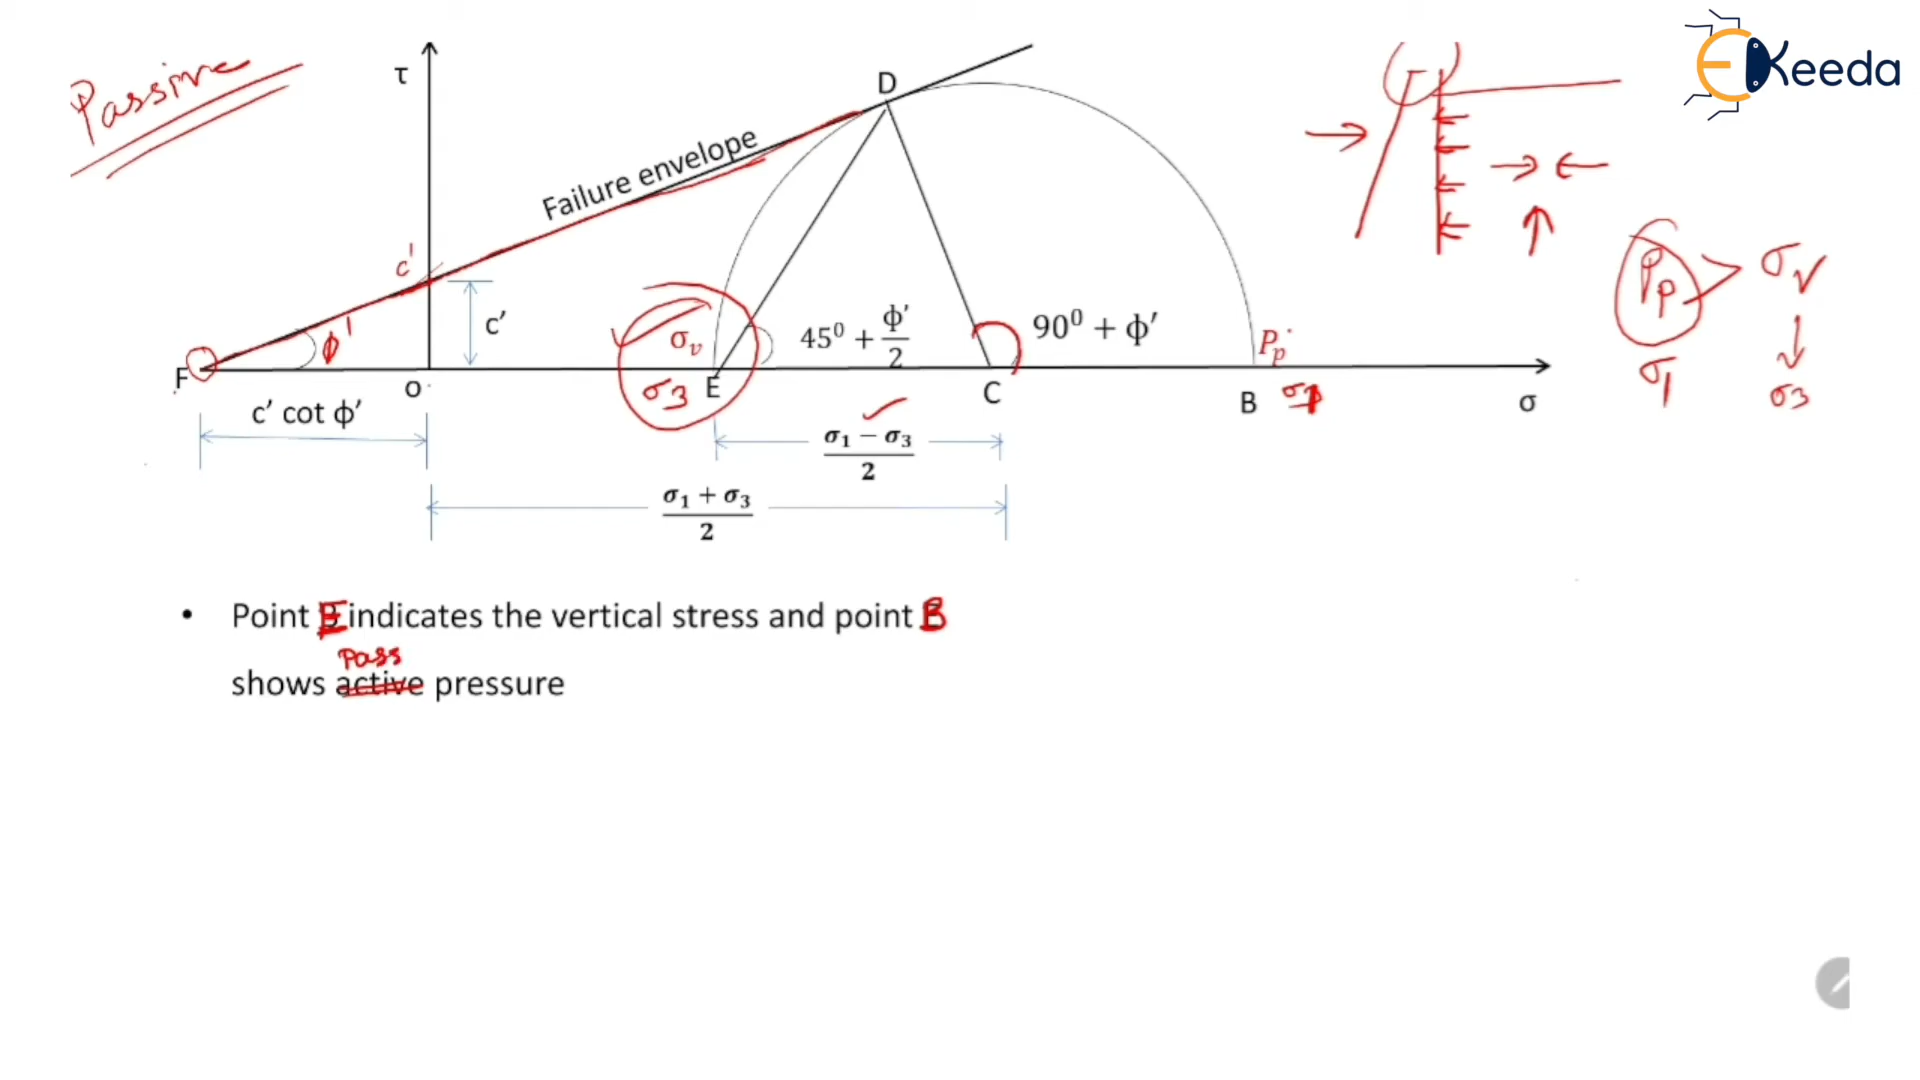 Passive
τ
D
Keeda
Failure envelope
c'
c'
ϕ'
F
o
σv
σ3
E
45⁰ + ϕ'/2
C
90⁰ + ϕ'
Pp
B
σ1
σ
Pp > σv
σ1
σ3
c' cot ϕ'
(σ1 − σ3)/2
(σ1 + σ3)/2
• Point E indicates the vertical stress and point B
Pass
shows active pressure